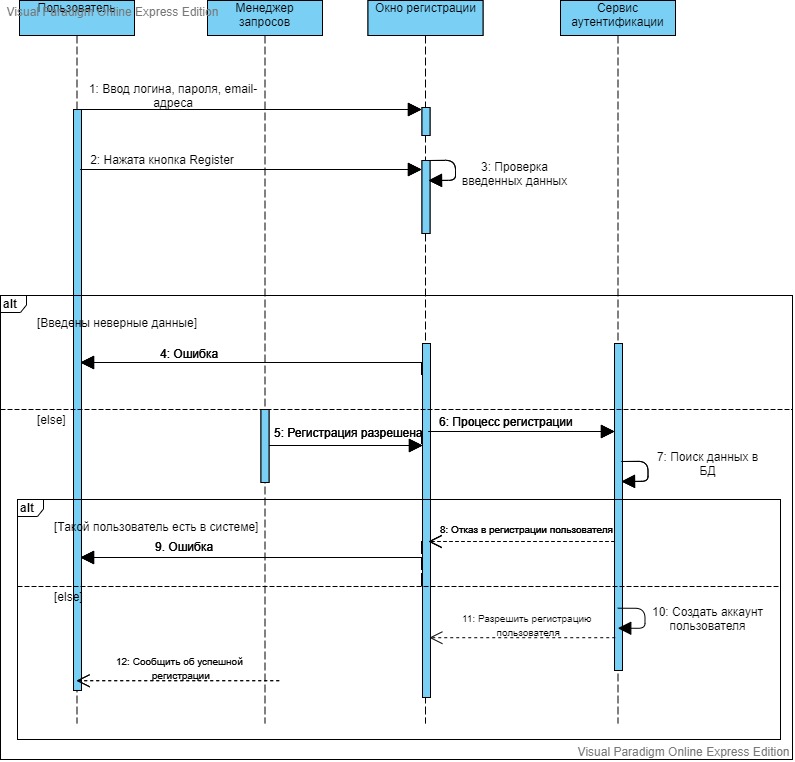 Visual Paradigm Online Express Edition
Пользователь
Менеджер
запросов
Окно регистрации
Сервис
аутентификации
1: Ввод логина, пароля, email-
адреса
2: Нажата кнопка Register
3: Проверка
введенных данных
alt
[Введены неверные данные]
4: Ошибка
[else]
5: Регистрация разрешена
6: Процесс регистрации
7: Поиск данных в
БД
alt
[Такой пользователь есть в системе]
8: Отказ в регистрации пользователя
9. Ошибка
[else]
10: Создать аккаунт
пользователя
11: Разрешить регистрацию
пользователя
12: Сообщить об успешной
регистрации
Visual Paradigm Online Express Edition